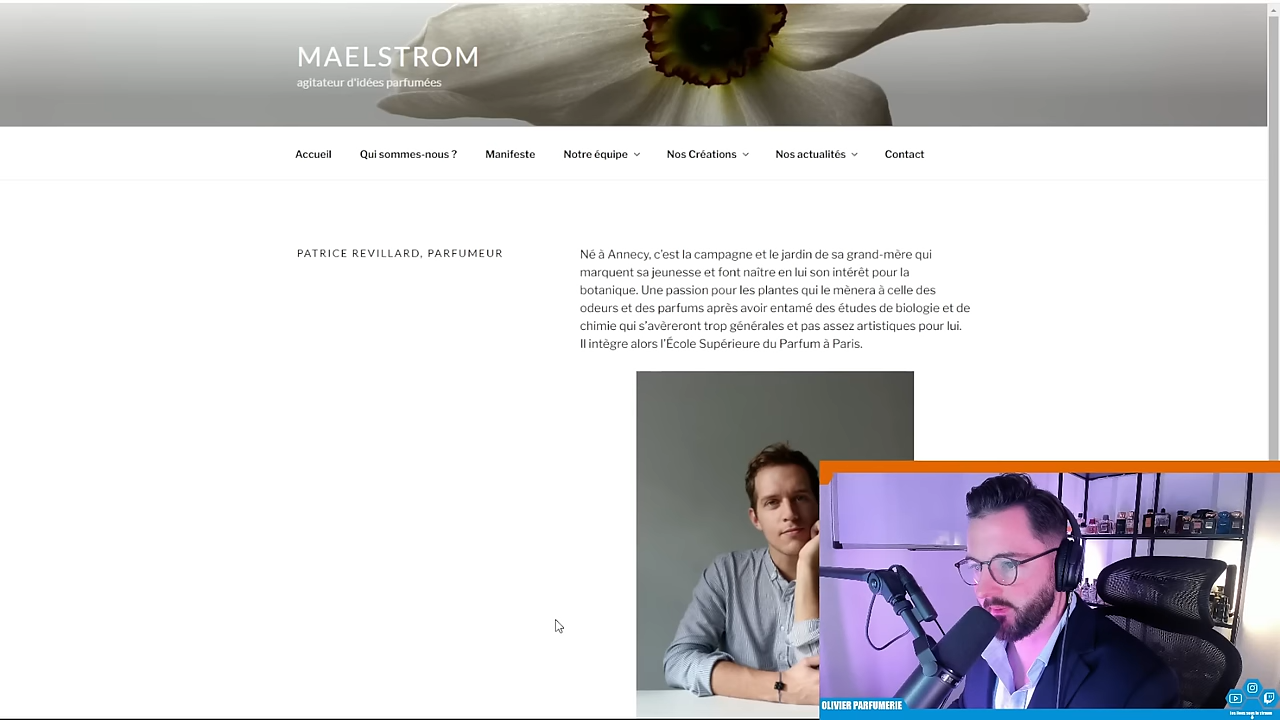 MAELSTROM
agitateur d'idées parfumées
Accueil Qui sommes-nous ? Manifeste Notre équipe Nos Créations Nos actualités Contact
PATRICE REVILLARD, PARFUMEUR
Né à Annecy, c'est la campagne et le jardin de sa grand-mère qui
marquent sa jeunesse et font naître en lui son intérêt pour la
botanique. Une passion pour les plantes qui le mènera à celle des
odeurs et des parfums après avoir entamé des études de biologie et de
chimie qui s'avèreront trop générales et pas assez artistiques pour lui.
Il intègre alors l'École Supérieure du Parfum à Paris.
OLIVIER PARFUMERIE